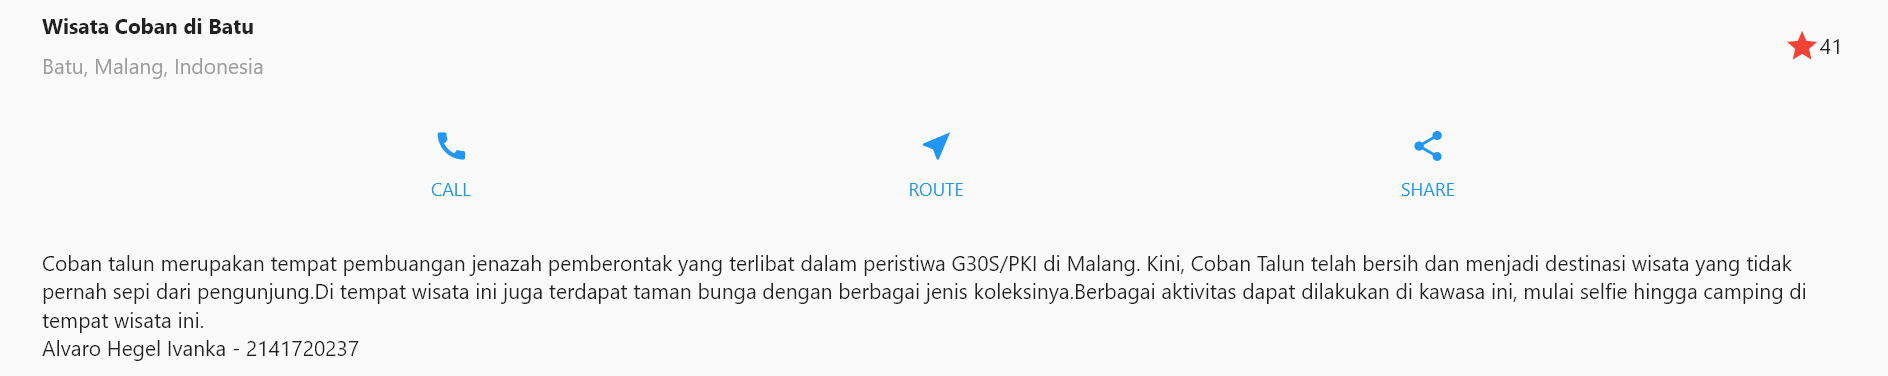 Wisata Coban di Batu
Batu, Malang, Indonesia
41
CALL
ROUTE
SHARE
Coban talun merupakan tempat pembuangan jenazah pemberontak yang terlibat dalam peristiwa G30S/PKI di Malang. Kini, Coban Talun telah bersih dan menjadi destinasi wisata yang tidak
pernah sepi dari pengunjung.Di tempat wisata ini juga terdapat taman bunga dengan berbagai jenis koleksinya.Berbagai aktivitas dapat dilakukan di kawasa ini, mulai selfie hingga camping di
tempat wisata ini.
Alvaro Hegel Ivanka - 2141720237